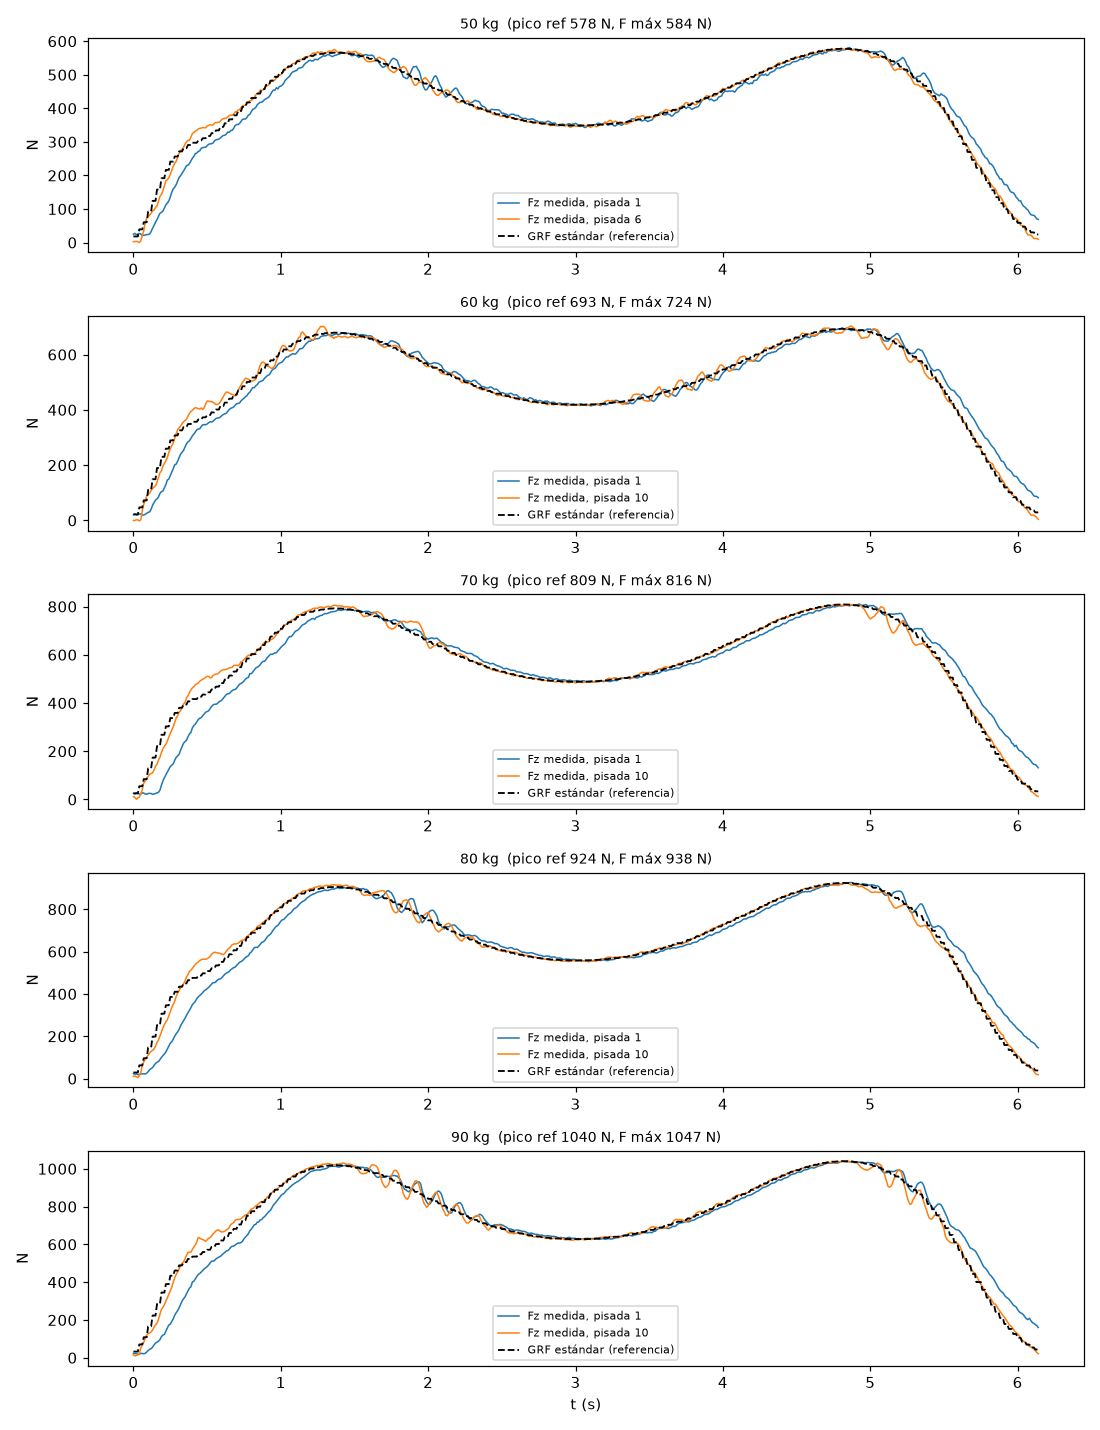 50 kg  (pico ref 578 N, F máx 584 N)
600
500
400
300
200
100
0
N
Fz medida, pisada 1
Fz medida, pisada 6
GRF estándar (referencia)
0 1 2 3 4 5 6
60 kg  (pico ref 693 N, F máx 724 N)
600
400
200
0
N
Fz medida, pisada 1
Fz medida, pisada 10
GRF estándar (referencia)
0 1 2 3 4 5 6
70 kg  (pico ref 809 N, F máx 816 N)
800
600
400
200
0
N
Fz medida, pisada 1
Fz medida, pisada 10
GRF estándar (referencia)
0 1 2 3 4 5 6
80 kg  (pico ref 924 N, F máx 938 N)
800
600
400
200
0
N
Fz medida, pisada 1
Fz medida, pisada 10
GRF estándar (referencia)
0 1 2 3 4 5 6
90 kg  (pico ref 1040 N, F máx 1047 N)
1000
800
600
400
200
0
N
Fz medida, pisada 1
Fz medida, pisada 10
GRF estándar (referencia)
0 1 2 3 4 5 6
t (s)